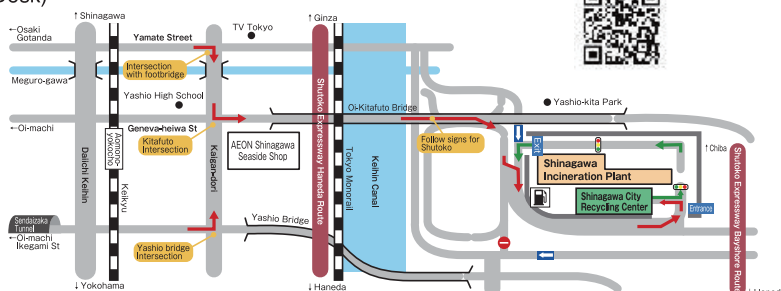 ↑Shinagawa
↑Ginza
TV Tokyo
←Osaki
Gotanda
Yamate Street
Intersection
with footbridge
Meguro-gawa
Yashio High School
Oi-Kitafuto Bridge
Yashio-kita Park
←Oi-machi
Geneva-heiwa St
Kitafuto
Intersection
Aomono-
Yokocho
AEON Shinagawa
Seaside Shop
Follow signs for
Shutoko
Exit
↑Chiba
Shinagawa
Incineration Plant
Shinagawa City
Recycling Center
Entrance
Daiichi Keihin
Keikyu
Kaigan-dori
Shutoko Expressway Haneda Route
Tokyo Monorail
Keihin Canal
Shutoko Expressway Bayshore Route
Sendaizaka
Tunnel
←Oi-machi
Ikegami St
Yashio Bridge
Yashio bridge
Intersection
↓Yokohama
↓Haneda